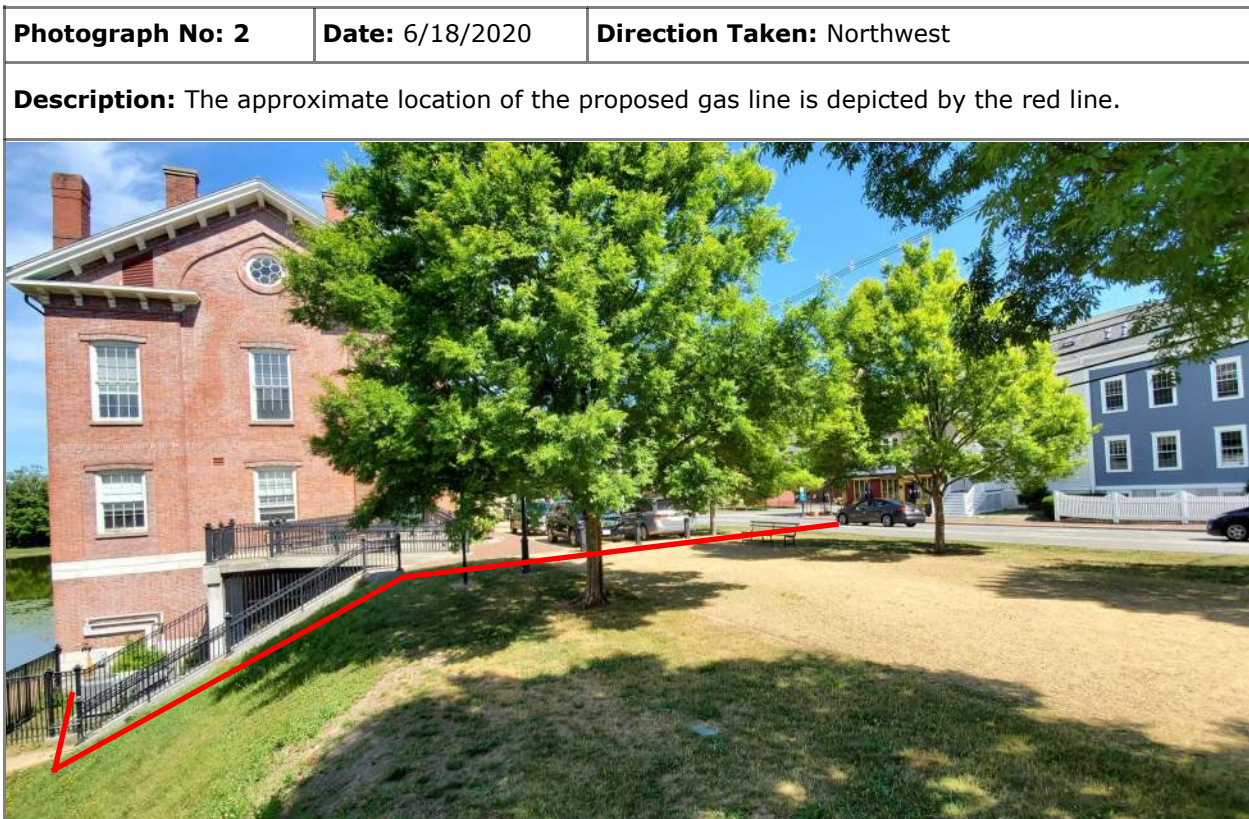 Photograph No: 2
Date: 6/18/2020
Direction Taken: Northwest
Description: The approximate location of the proposed gas line is depicted by the red line.